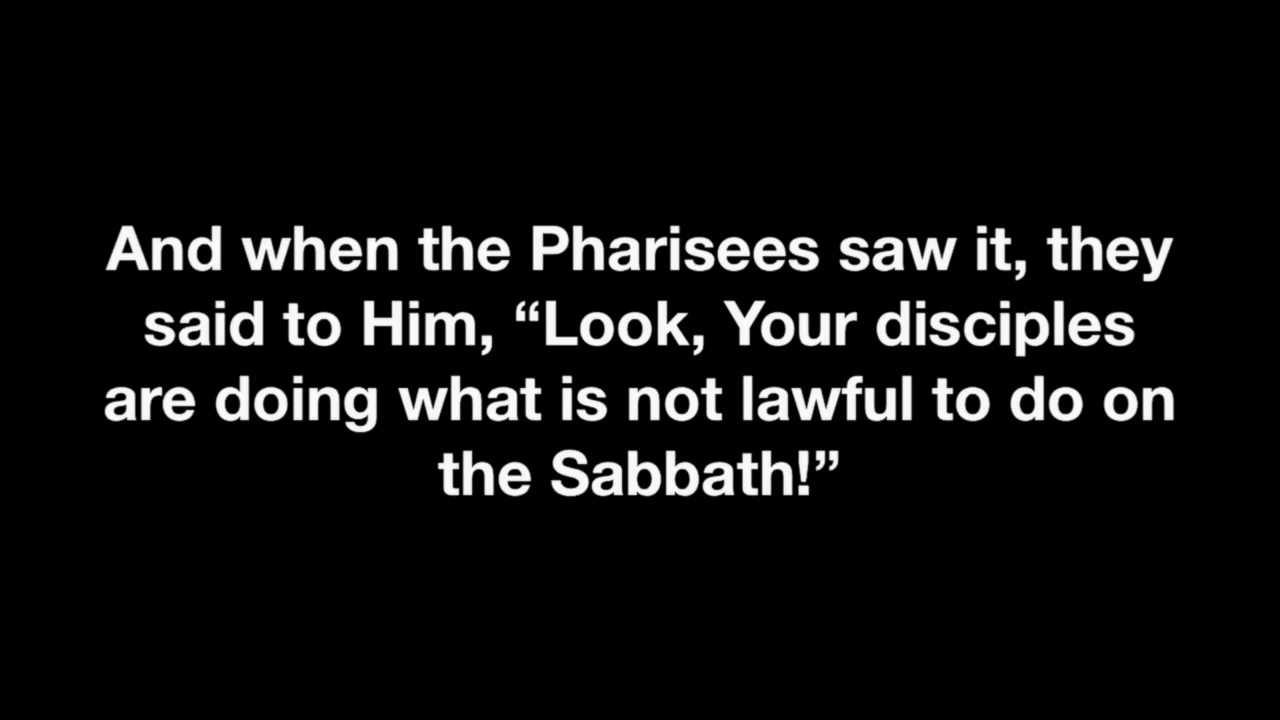 And when the Pharisees saw it, they
said to Him, “Look, Your disciples
are doing what is not lawful to do on
the Sabbath!”